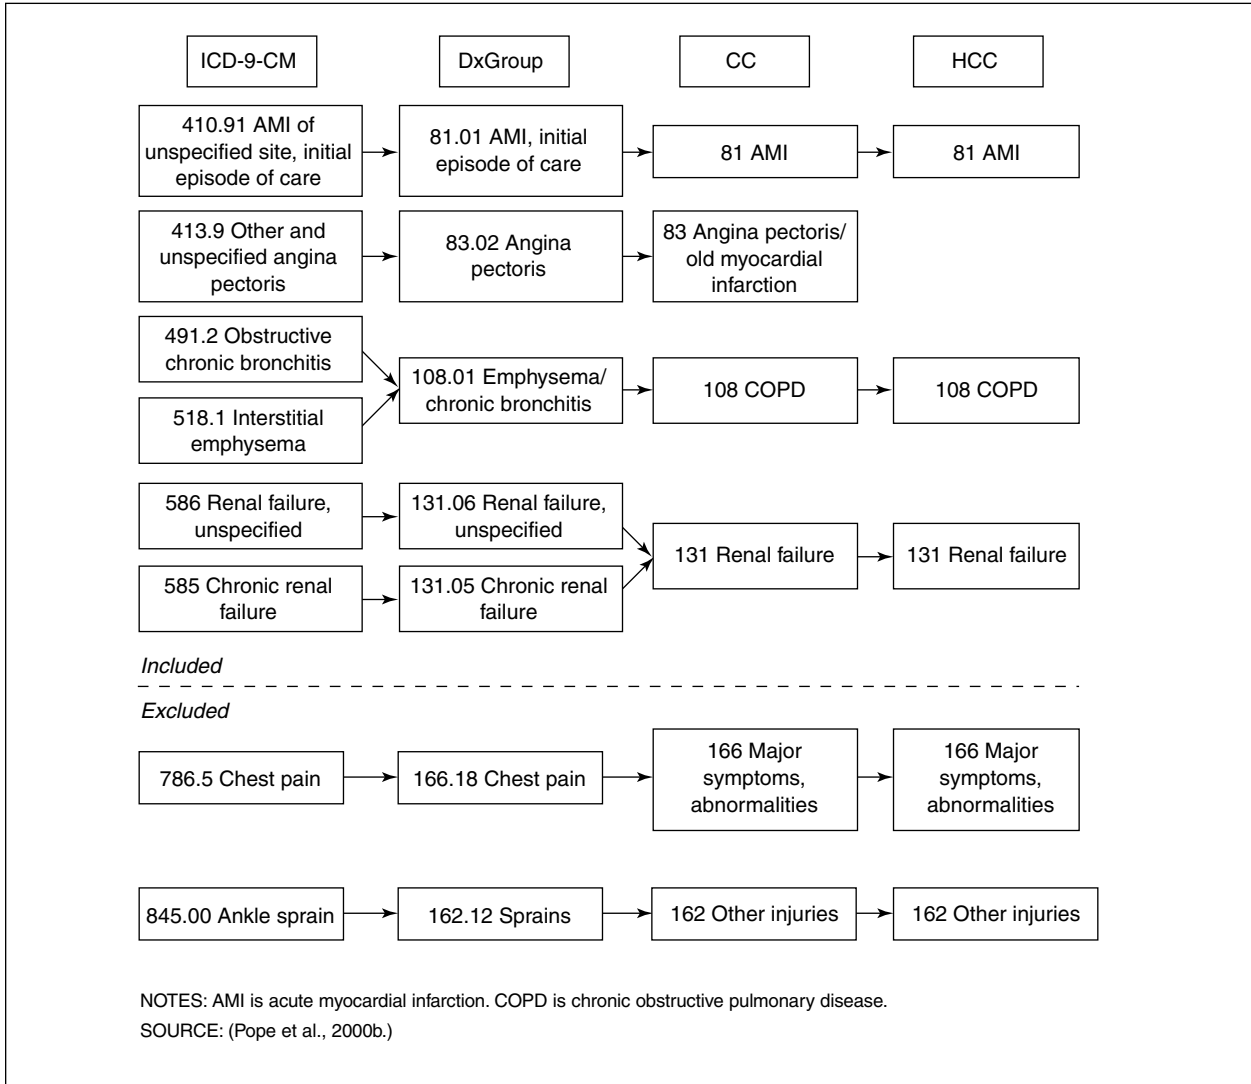 ICD-9-CM
DxGroup
CC
HCC
410.91 AMI of
unspecified site, initial
episode of care
81.01 AMI, initial
episode of care
81 AMI
81 AMI
413.9 Other and
unspecified angina
pectoris
83.02 Angina
pectoris
83 Angina pectoris/
old myocardial
infarction
491.2 Obstructive
chronic bronchitis
518.1 Interstitial
emphysema
108.01 Emphysema/
chronic bronchitis
108 COPD
108 COPD
586 Renal failure,
unspecified
131.06 Renal failure,
unspecified
585 Chronic renal
failure
131.05 Chronic renal
failure
131 Renal failure
131 Renal failure
Included
Excluded
786.5 Chest pain
166.18 Chest pain
166 Major
symptoms,
abnormalities
166 Major
symptoms,
abnormalities
845.00 Ankle sprain
162.12 Sprains
162 Other injuries
162 Other injuries
NOTES: AMI is acute myocardial infarction. COPD is chronic obstructive pulmonary disease.
SOURCE: (Pope et al., 2000b.)